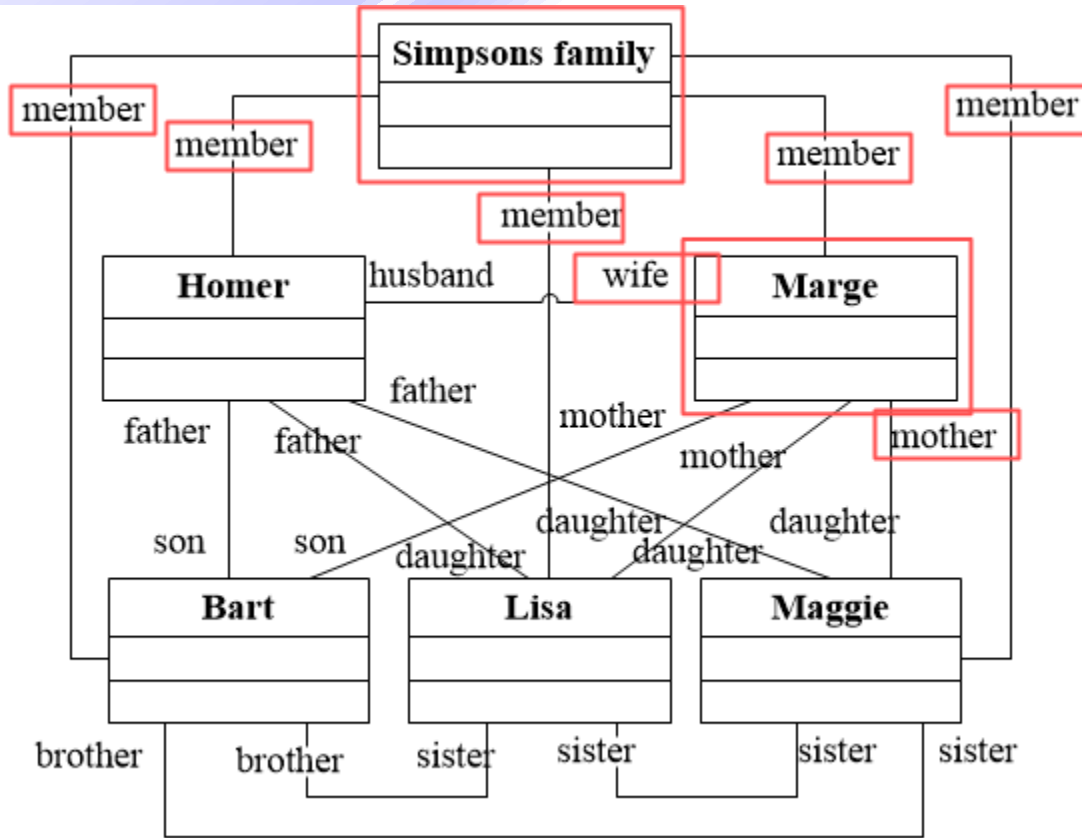 Simpsons family
member
member
member
member
member
husband
wife
Homer
Marge
father
father
father
mother
mother
mother
son
son
daughter
daughter
daughter
daughter
Bart
Lisa
Maggie
brother
brother
sister
sister
sister
sister